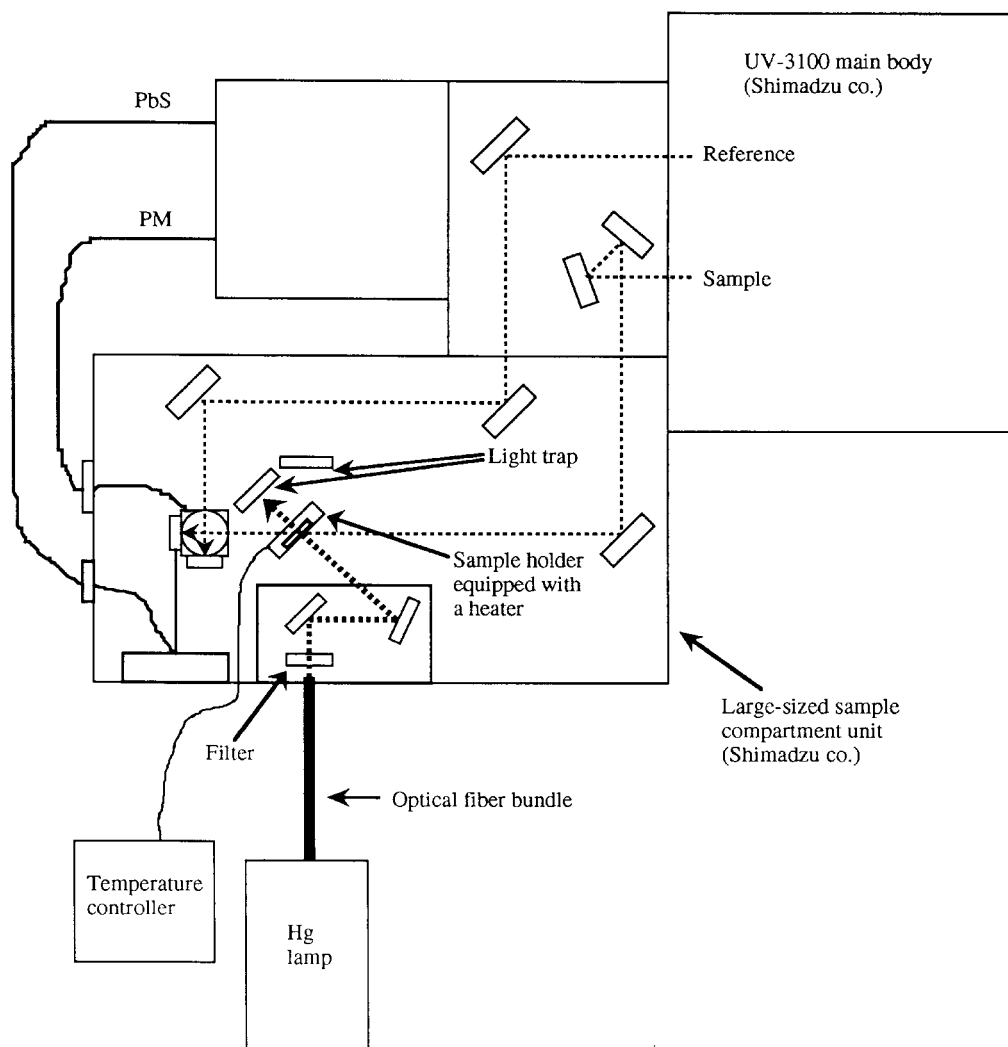 UV-3100 main body
(Shimadzu co.)
PbS
Reference
PM
Sample
Light trap
Sample holder
equipped with
a heater
Large-sized sample
compartment unit
(Shimadzu co.)
Filter
Optical fiber bundle
Temperature
controller
Hg
lamp